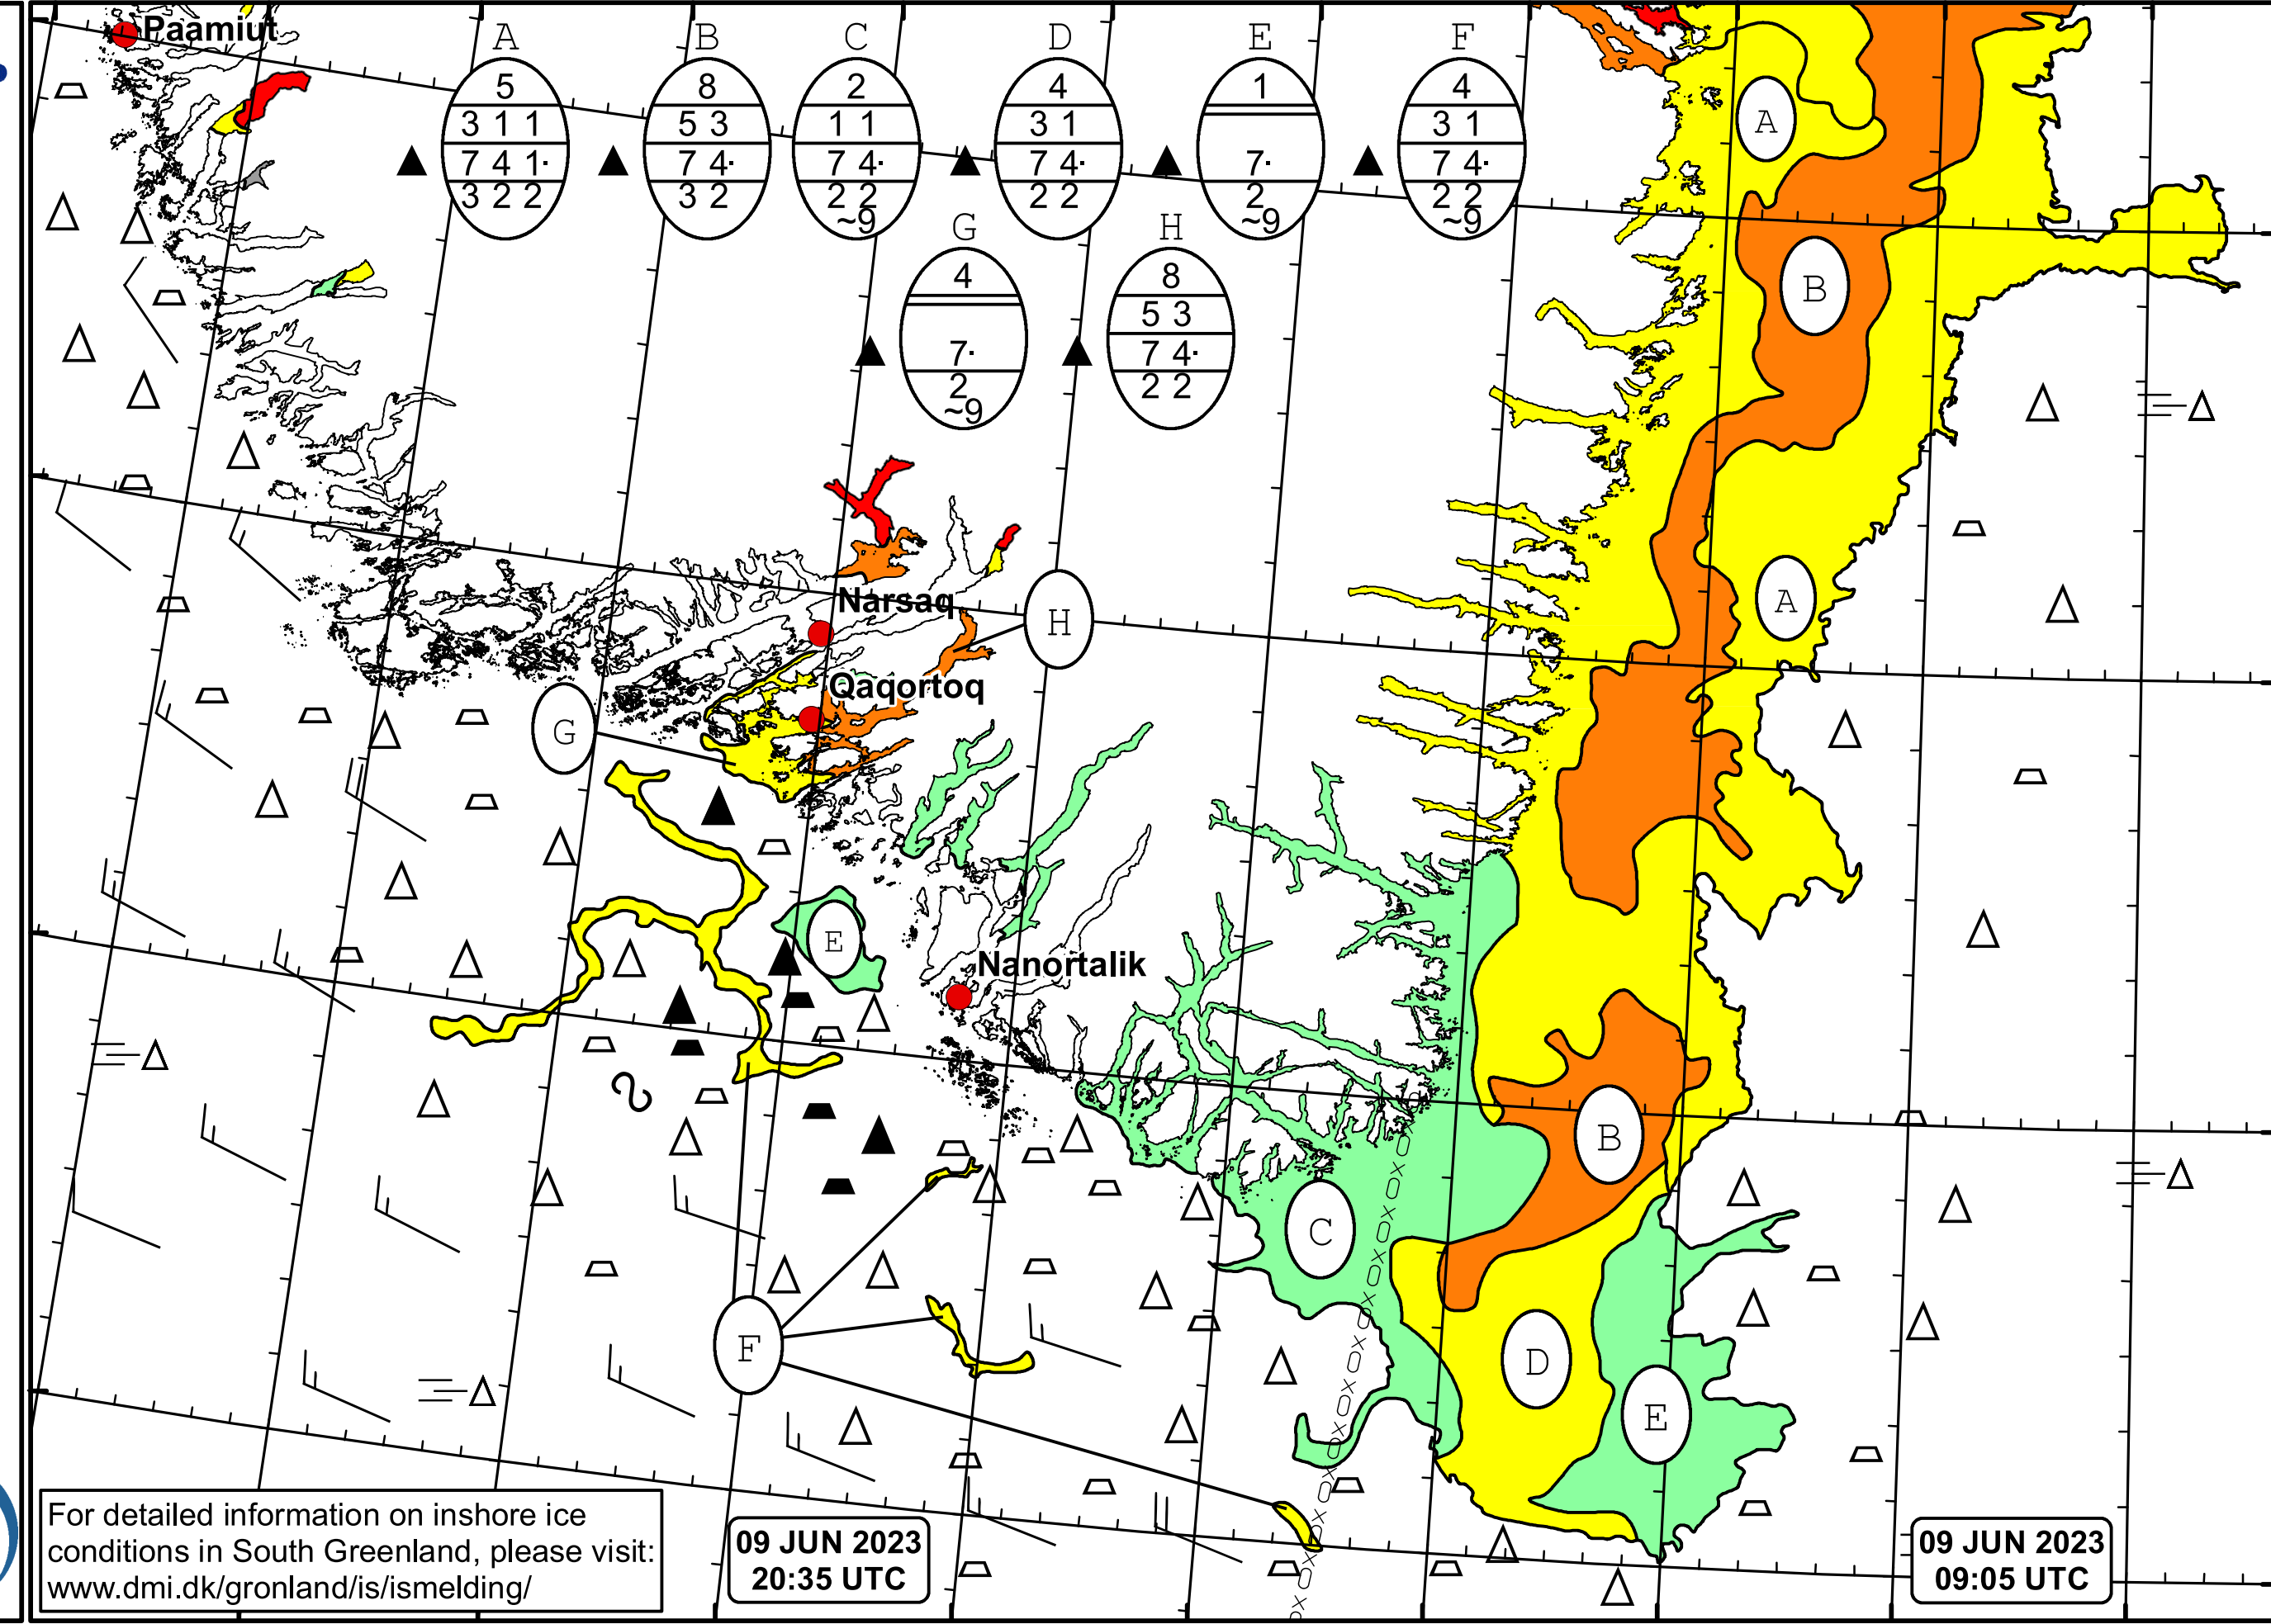 Paamiut
A B C D E F
5 8 2 4 1 4
3 1 1 5 3 1 1 3 1 3 1
7 4 1· 7 4· 7 4· 7 4· 7· 7 4·
3 2 2 3 2 2 2 2 2 2 2 2
~9 ~9 ~9
G H
4 8
5 3
7· 7 4·
2 2 2
~9
A
B
A
Narsaq
H
Qaqortoq
G
E
Nanortalik
B
C
F
D
E
For detailed information on inshore ice
conditions in South Greenland, please visit:
www.dmi.dk/gronland/is/ismelding/
09 JUN 2023
20:35 UTC
09 JUN 2023
09:05 UTC